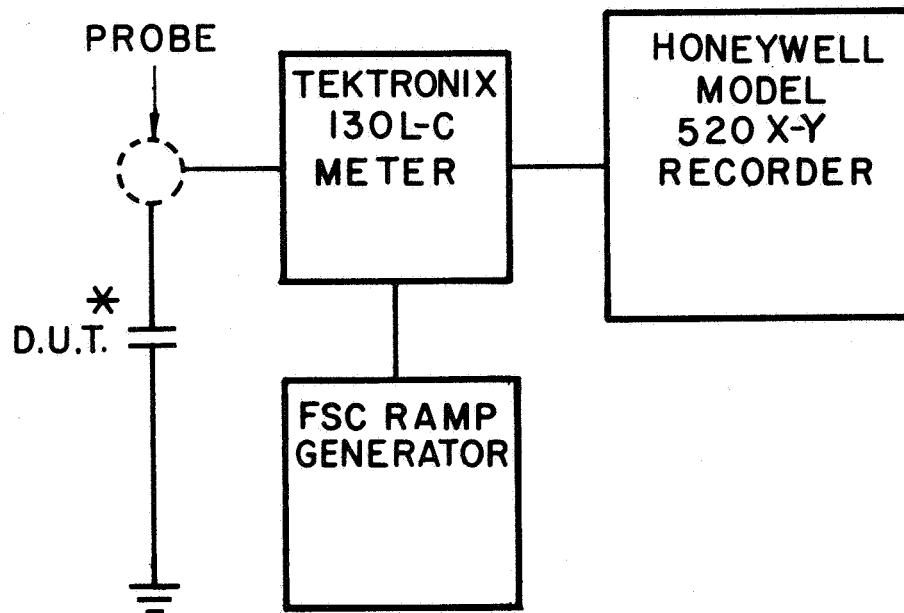 PROBE
TEKTRONIX
130L-C
METER
HONEYWELL
MODEL
520 X-Y
RECORDER
*
D.U.T.
FSC RAMP
GENERATOR